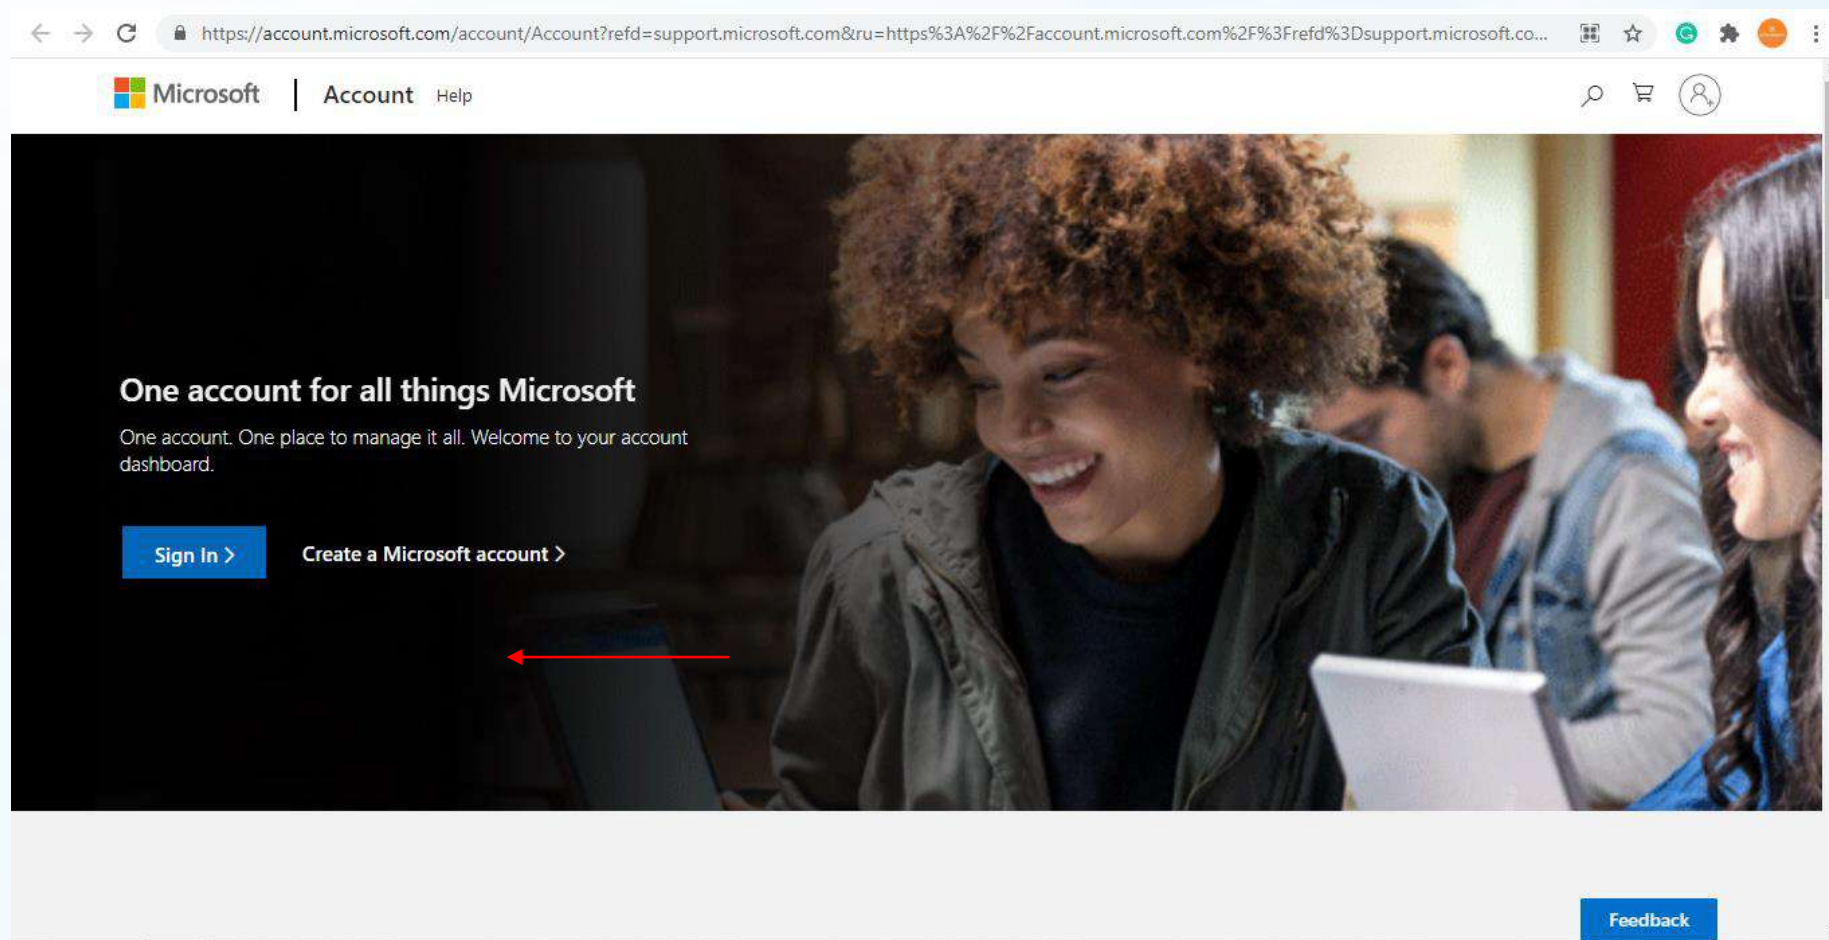 https://account.microsoft.com/account/Account?refd=support.microsoft.com&ru=https%3A%2F%2Faccount.microsoft.com%2F%3Frefd%3Dsupport.microsoft.co...
Microsoft | Account Help
One account for all things Microsoft
One account. One place to manage it all. Welcome to your account
dashboard.
Sign In > Create a Microsoft account >
Feedback